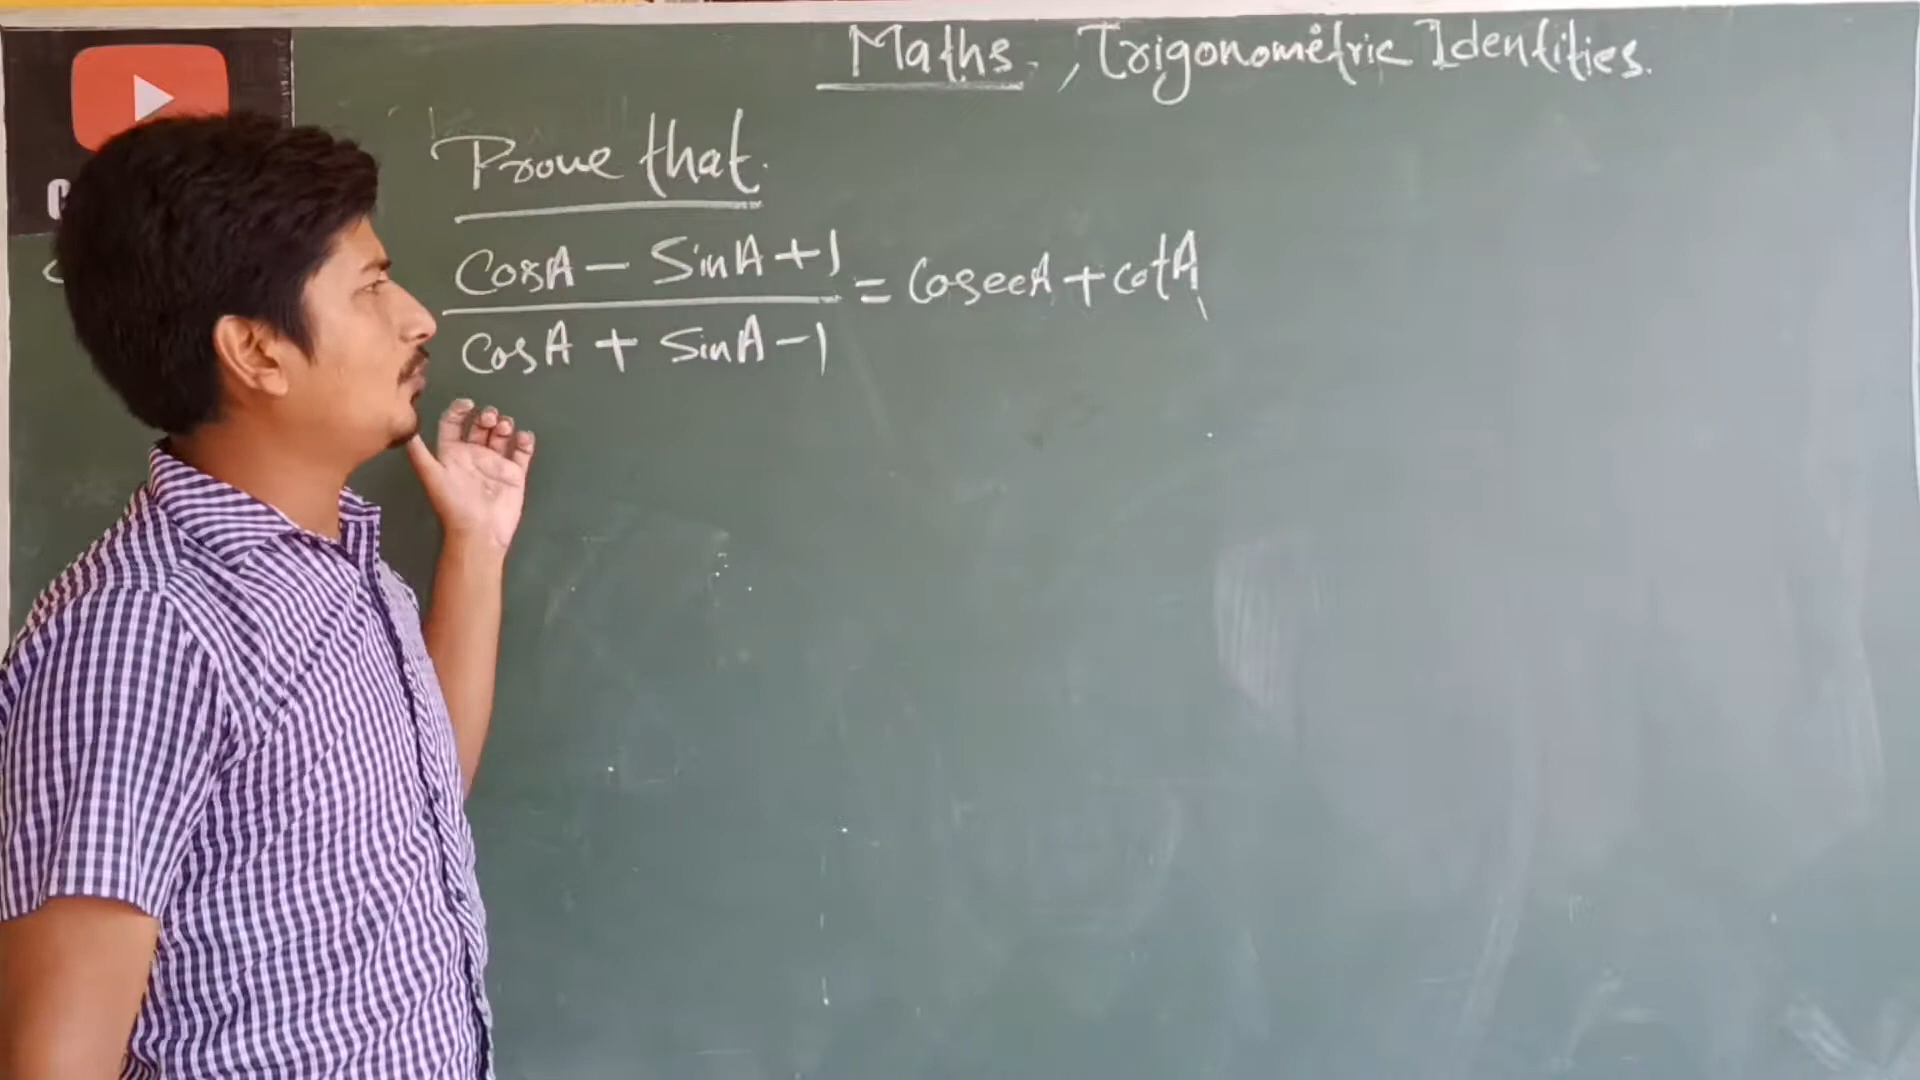 Maths, Trigonometric Identities.
Prove that.
CosA - SinA + 1
= CosecA + cotA
CosA + SinA - 1